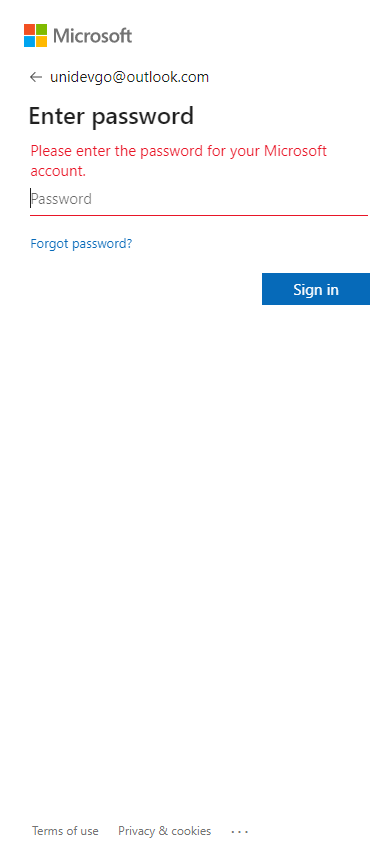 Microsoft
unidevgo@outlook.com
Enter password
Please enter the password for your Microsoft
account.
Password
Forgot password?
Sign in
Terms of use Privacy & cookies ...